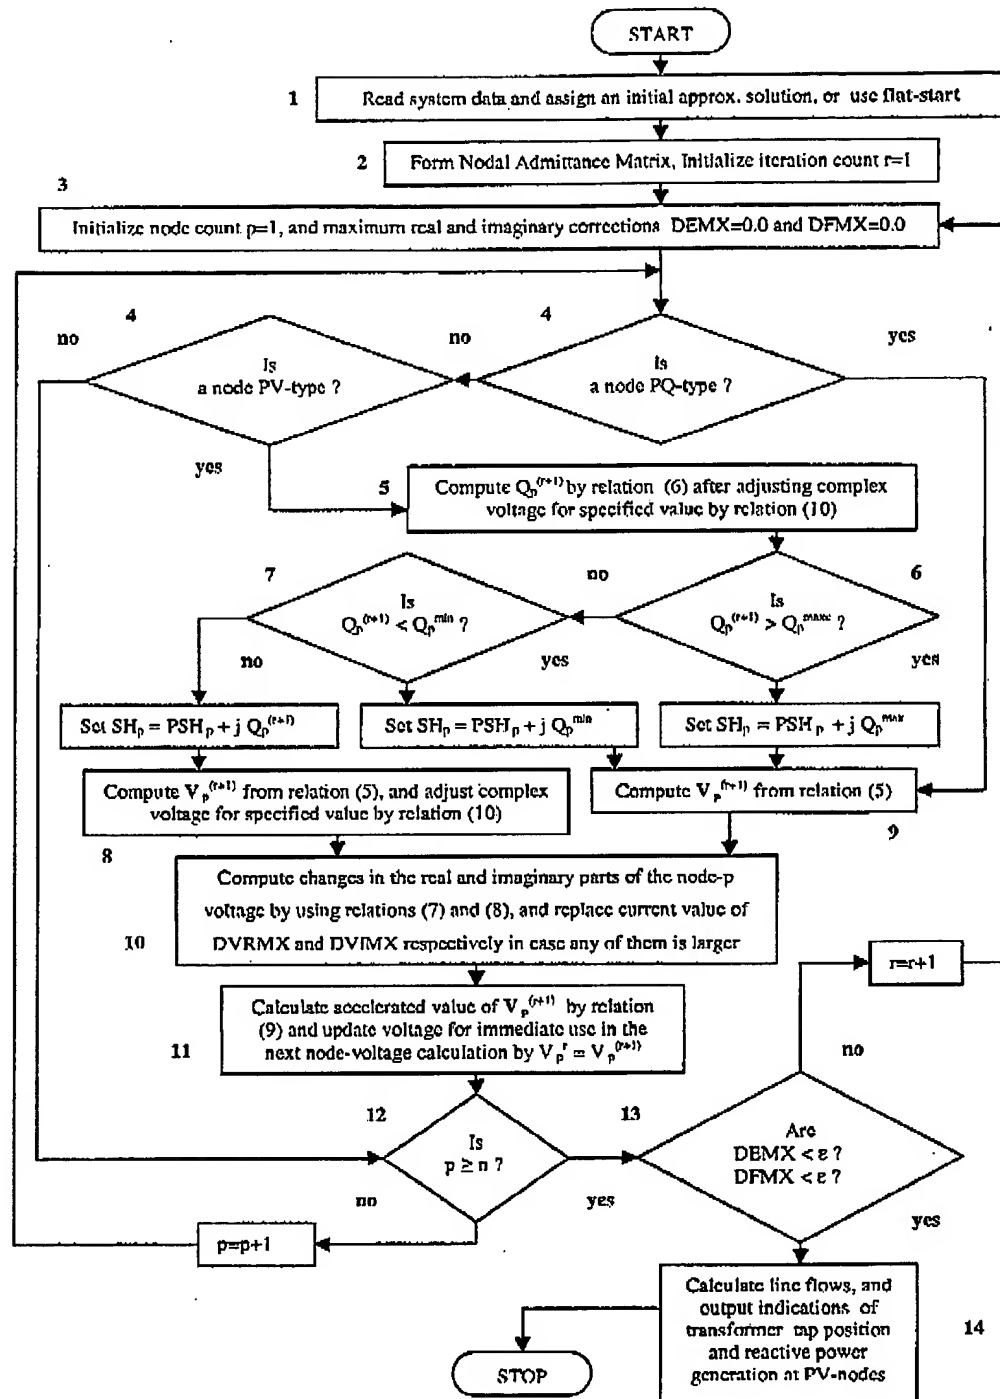 START
1
Read system data and assign an initial approx. solution, or use flat-start
2
Form Nodal Admittance Matrix, Initialize iteration count r=1
3
Initialize node count p=1, and maximum real and imaginary corrections DEMX=0.0 and DFMX=0.0
no
4
no
4
yes
Is
a node PV-type ?
Is
a node PQ-type ?
yes
5
Compute Qp^(r+1) by relation (6) after adjusting complex
voltage for specified value by relation (10)
7
no
6
Is
Qp^(r+1) < Qp^min ?
Is
Qp^(r+1) > Qp^max ?
no
yes
yes
Set SHp = PSHp + j Qp^(r+1)
Set SHp = PSHp + j Qp^min
Set SHp = PSHp + j Qp^max
Compute Vp^(r+1) from relation (5), and adjust complex
voltage for specified value by relation (10)
Compute Vp^(r+1) from relation (5)
8
9
Compute changes in the real and imaginary parts of the node-p
voltage by using relations (7) and (8), and replace current value of
DVRMX and DVIMX respectively in case any of them is larger
10
r=r+1
Calculate accelerated value of Vp^(r+1) by relation
(9) and update voltage for immediate use in the
next node-voltage calculation by Vp^r = Vp^(r+1)
11
no
12
13
Is
p ≥ n ?
Are
DEMX < ε ?
DFMX < ε ?
no
yes
yes
p=p+1
Calculate line flows, and
output indications of
transformer tap position
and reactive power
generation at PV-nodes
14
STOP